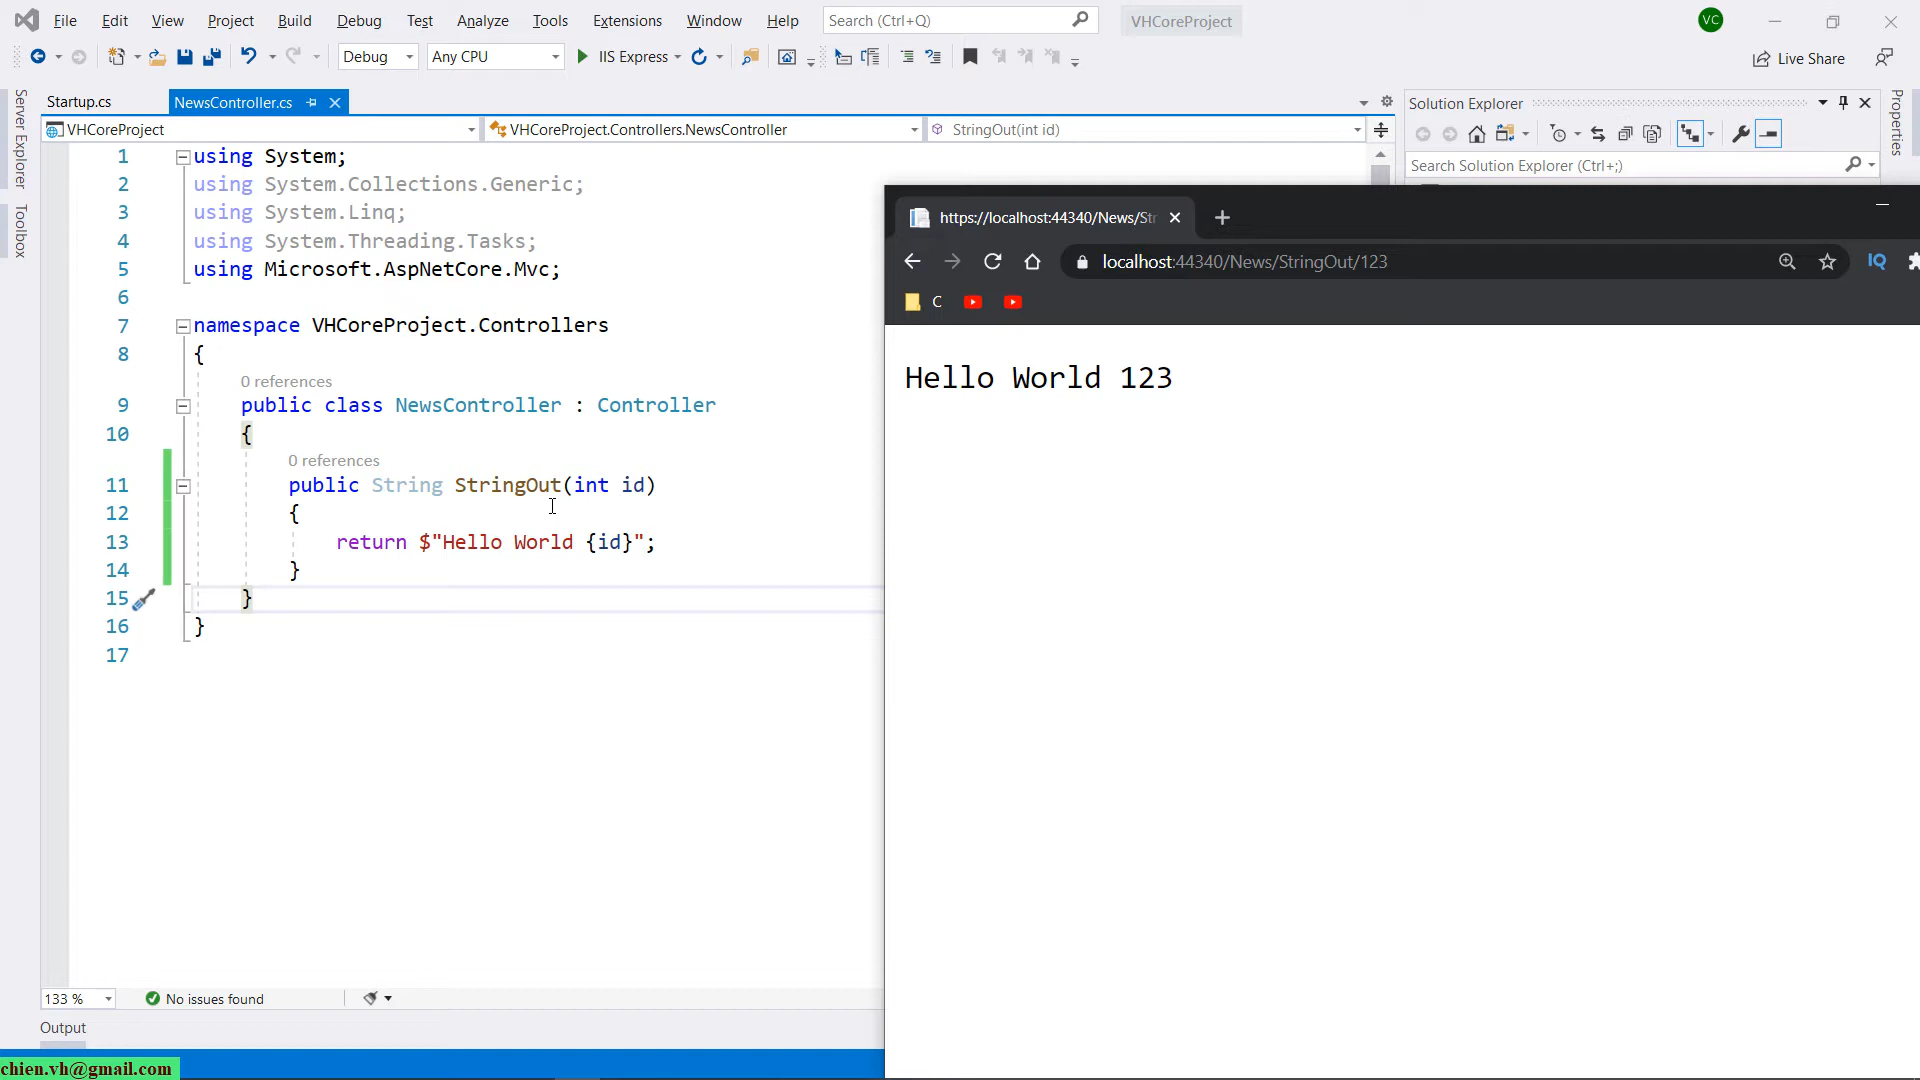 File Edit View Project Build Debug Test Analyze Tools Extensions Window Help Search (Ctrl+Q) VHCoreProject VC
Debug Any CPU IIS Express Live Share
Server Explorer
Toolbox
Startup.cs NewsController.cs
VHCoreProject VHCoreProject.Controllers.NewsController StringOut(int id)
1 using System;
2 using System.Collections.Generic;
3 using System.Linq;
4 using System.Threading.Tasks;
5 using Microsoft.AspNetCore.Mvc;
6
7 namespace VHCoreProject.Controllers
8 {
0 references
9 public class NewsController : Controller
10 {
0 references
11 public String StringOut(int id)
12 {
13 return $"Hello World {id}";
14 }
15 }
16 }
17
133 % No issues found
Output
chien.vh@gmail.com
Solution Explorer
Search Solution Explorer (Ctrl+;)
Properties
https://localhost:44340/News/Str
localhost:44340/News/StringOut/123
IQ
C
Hello World 123